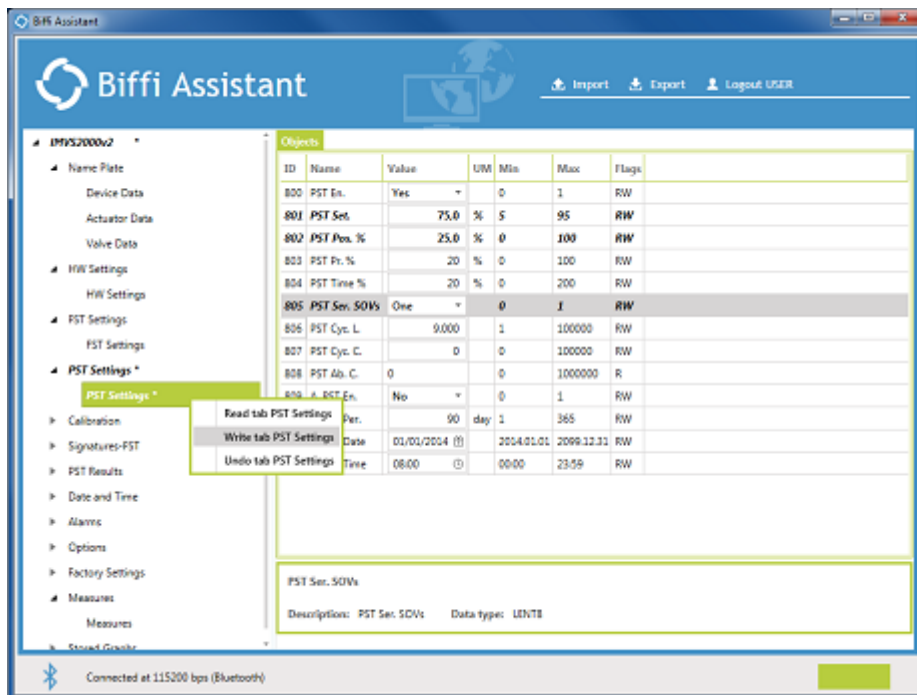 Biffi Assistant
Biffi Assistant
Import Export Logout USER
IMVS2000v2 *
Name Plate
Device Data
Actuator Data
Valve Data
HW Settings
HW Settings
FST Settings
FST Settings
PST Settings *
PST Settings *
Calibration
Signatures-FST
PST Results
Date and Time
Alarms
Options
Factory Settings
Measures
Measures
Stored Graphs
Read tab PST Settings
Write tab PST Settings
Undo tab PST Settings
Objects
ID Name Value UM Min Max Flags
800 PST En. Yes 0 1 RW
801 PST Set. 75.0 % 5 95 RW
802 PST Pos. % 25.0 % 0 100 RW
803 PST Pr. % 20 % 0 100 RW
804 PST Time % 20 % 0 200 RW
805 PST Ser. SOVs One 0 1 RW
806 PST Cyc. L. 9.000 1 100000 RW
807 PST Cyc. C. 0 0 100000 RW
808 PST Ab. C. 0 0 1000000 R
809 A. PST En. No 0 1 RW
Per. 90 day 1 365 RW
Date 01/01/2014 2014.01.01 2099.12.31 RW
Time 08:00 00:00 23:59 RW
PST Ser. SOVs
Description: PST Ser. SOVs Data type: UINT8
Connected at 115200 bps (Bluetooth)